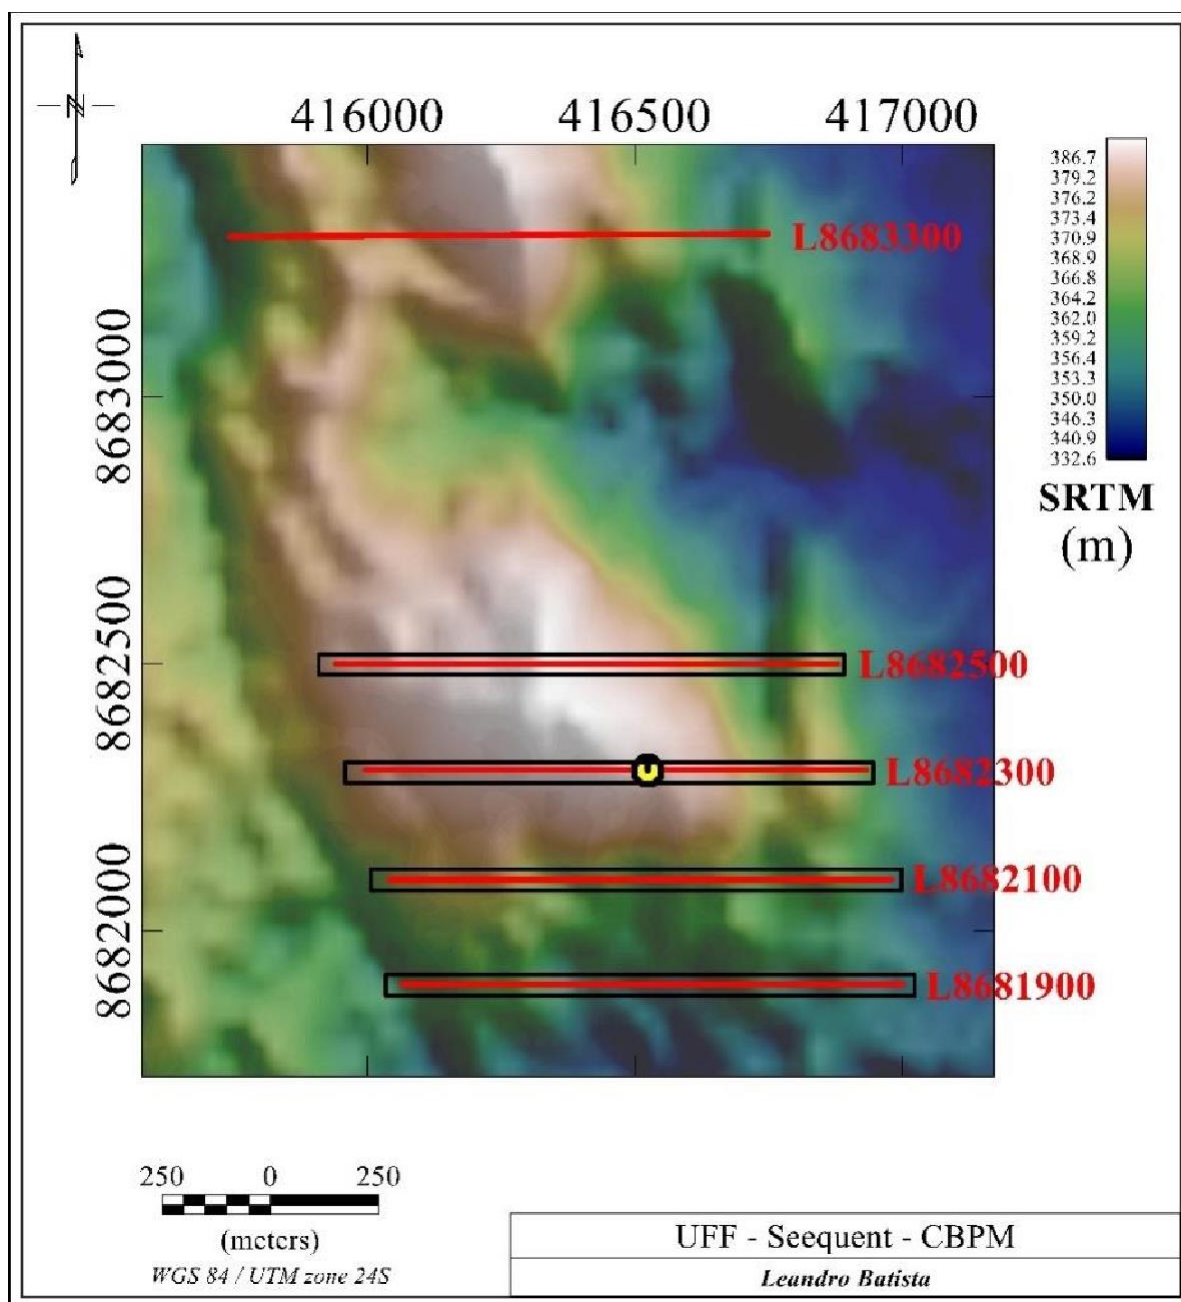 N
416000 416500 417000
386.7
379.2
376.2
373.4
370.9
368.9
366.8
364.2
362.0
359.2
356.4
353.3
350.0
346.3
340.9
332.6
SRTM
(m)
L8683300
8683000
8682500
L8682500
L8682300
L8682100
8682000
L8681900
250 0 250
(meters)
WGS 84 / UTM zone 24S
UFF - Seequent - CBPM
Leandro Batista